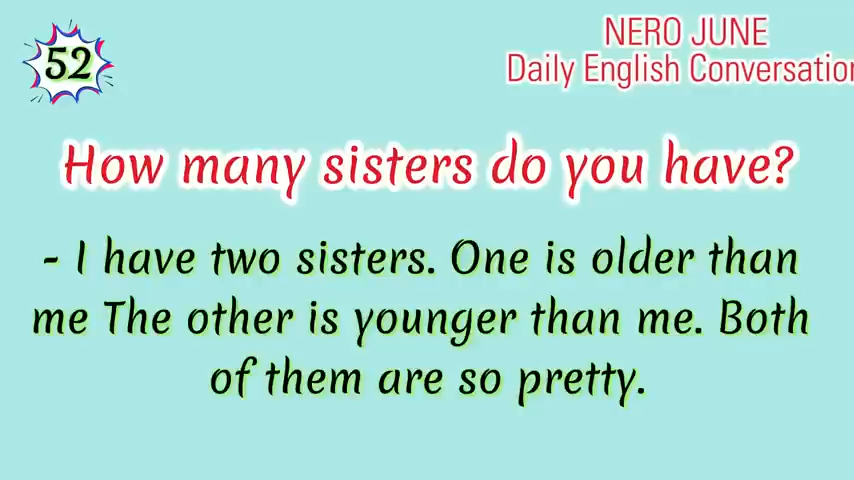 52
NERO JUNE
Daily English Conversation
How many sisters do you have?
- I have two sisters. One is older than
me The other is younger than me. Both
of them are so pretty.